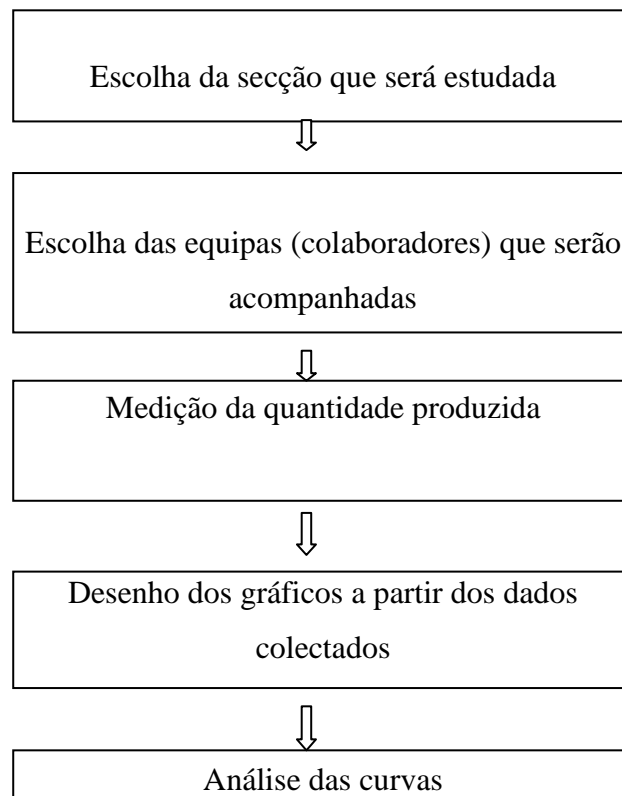 Escolha da secção que será estudada
Escolha das equipas (colaboradores) que serão
acompanhadas
Medição da quantidade produzida
Desenho dos gráficos a partir dos dados
colectados
Análise das curvas